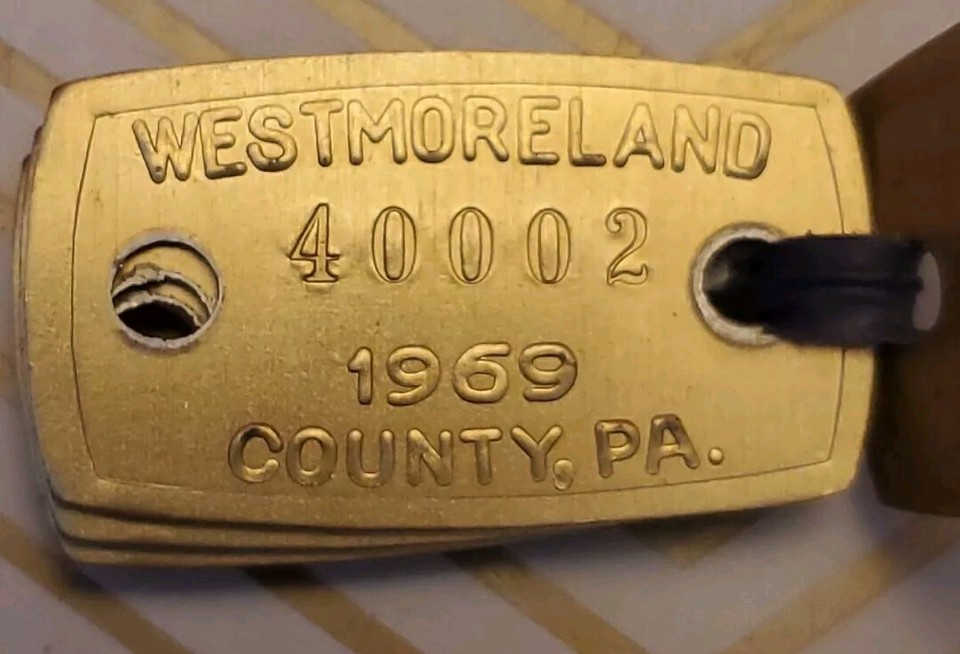 WESTMORELAND
40002
1969
COUNTY, PA.